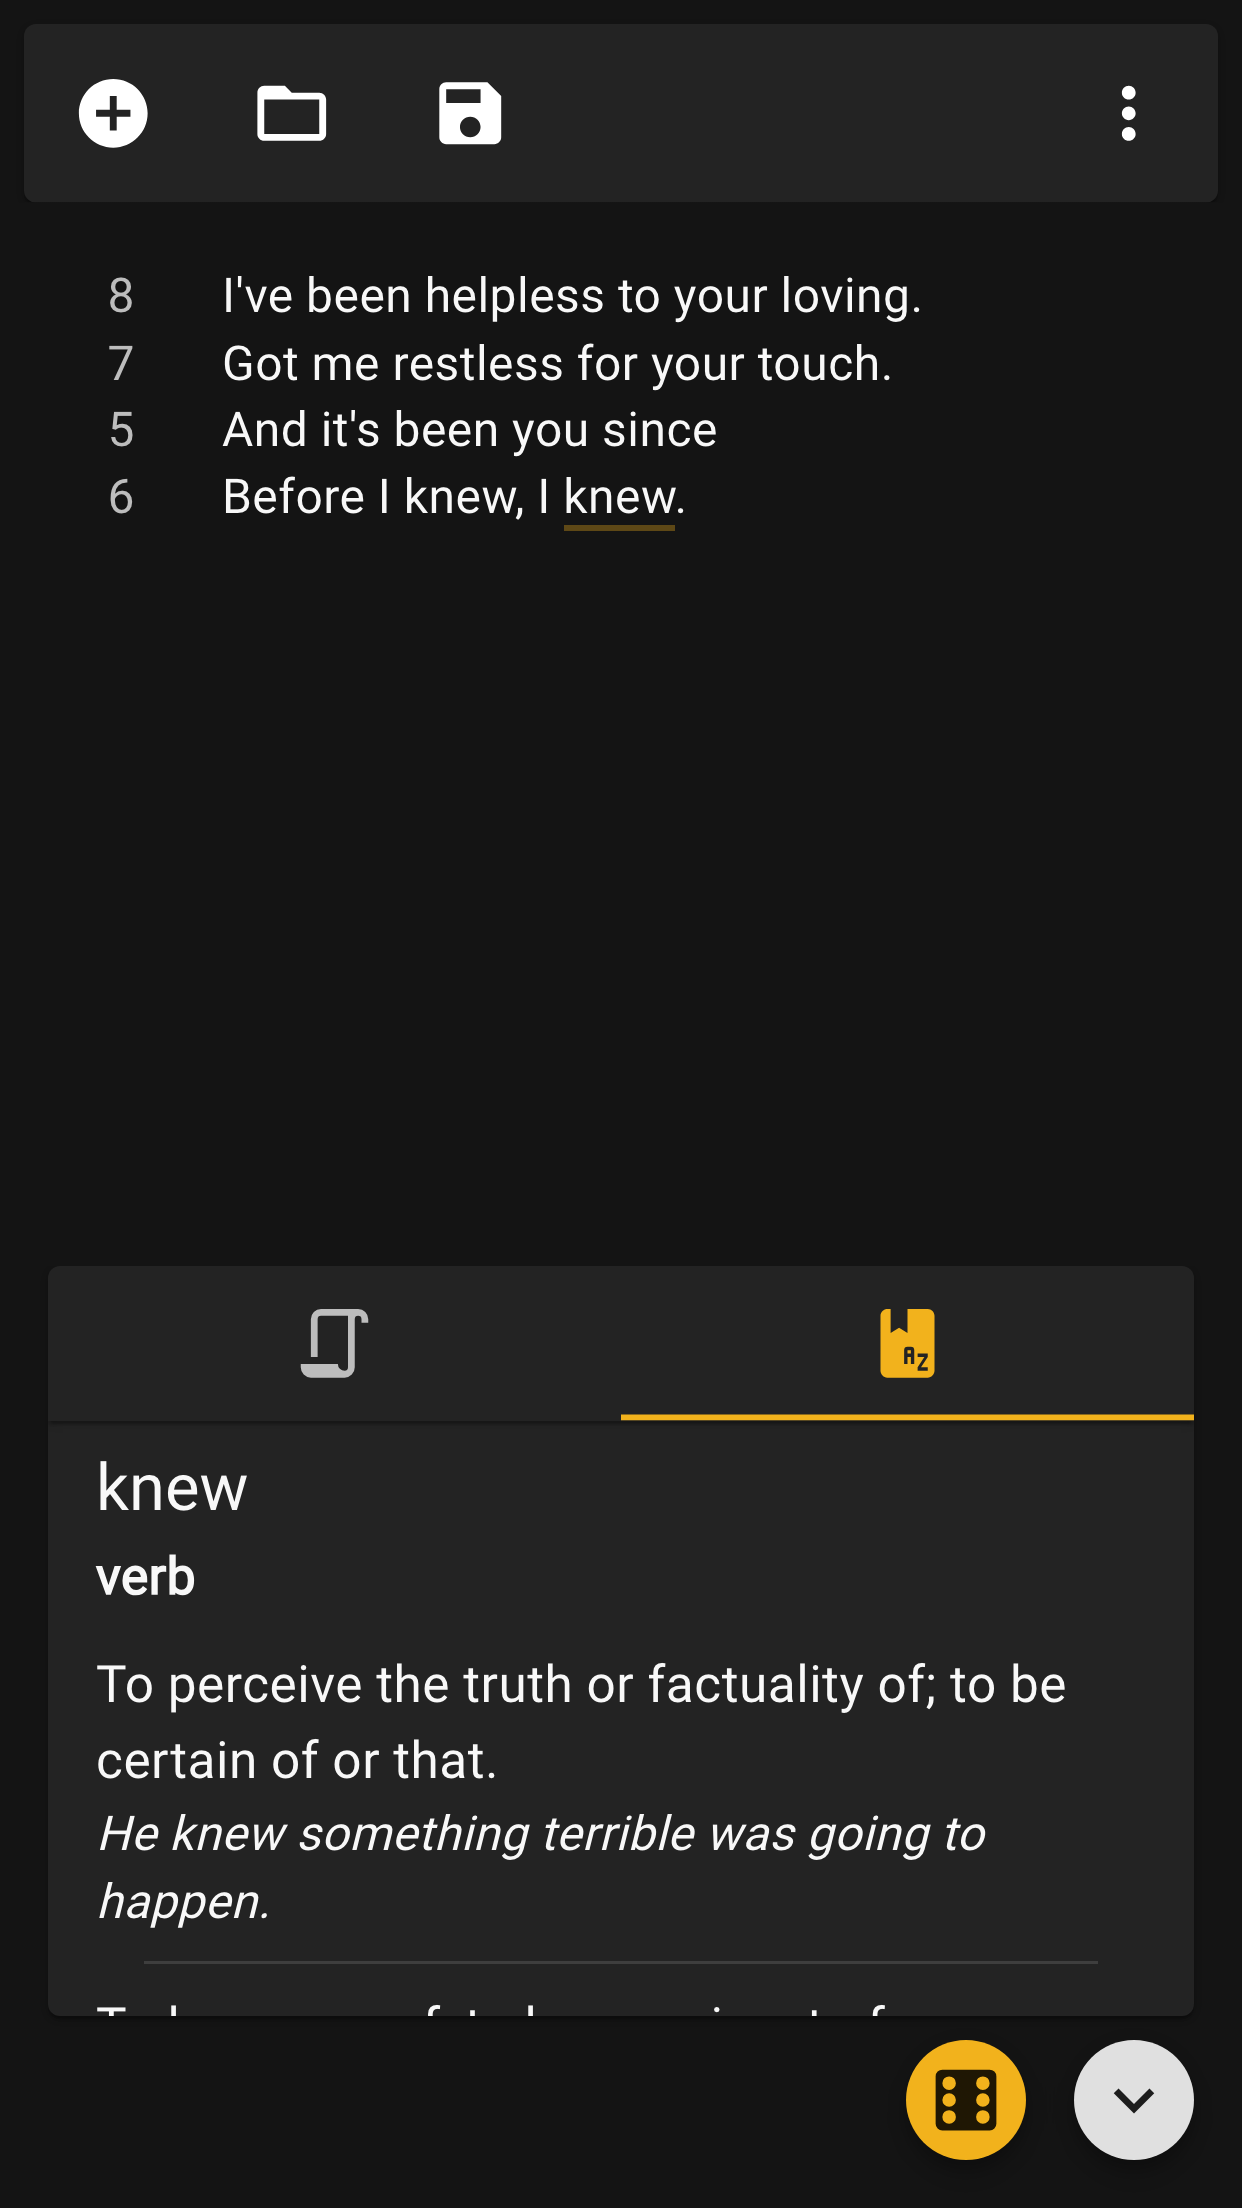 8 I've been helpless to your loving.
7 Got me restless for your touch.
5 And it's been you since
6 Before I knew, I knew.
AZ
knew
verb
To perceive the truth or factuality of; to be
certain of or that.
He knew something terrible was going to
happen.